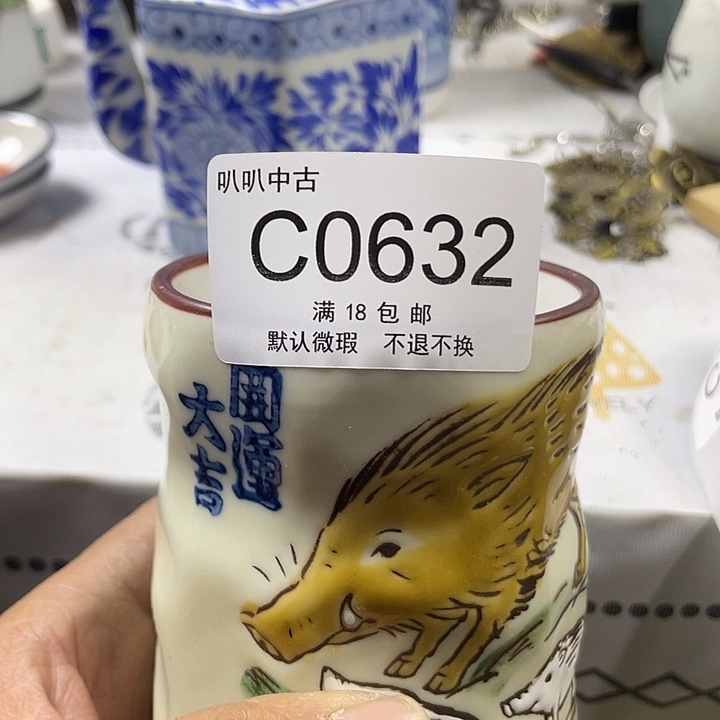 叭叭中古
C0632
满 18 包 邮
默认微瑕 不退不换
開運
大吉